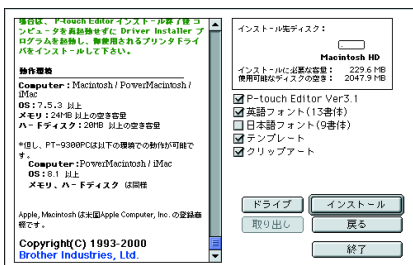 場合は、P-touch Editor インストール終了後コ
ンピュータを再起動せずに Driver Installer プ
ログラムを起動し、御使用されるプリンタドライ
バをインストールして下さい。
動作環境
Computer : Macintosh / PowerMacintosh /
iMac
OS : 7.5.3 以上
メモリ : 24MB 以上の空き容量
ハードディスク : 20MB 以上の空き容量
*但し、PT-9300PCは以下の環境での動作が可能で
す。
Computer : PowerMacintosh / iMac
OS : 8.1 以上
メモリ、ハードディスク は同様
Apple, Macintosh は米国Apple Computer, Inc. の登録商
標です。
Copyright(C) 1993-2000
Brother Industries, Ltd.
インストール先ディスク :
Macintosh HD
インストールに必要な容量 : 229.6 MB
使用可能なディスクの空き : 2047.9 MB
P-touch Editor Ver3.1
英語フォント(13書体)
日本語フォント(9書体)
テンプレート
クリップアート
ドライブ
インストール
取り出し
戻る
終了